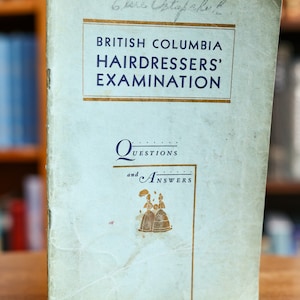 BRITISH COLUMBIA
HAIRDRESSERS'
EXAMINATION
QUESTIONS
and ANSWERS